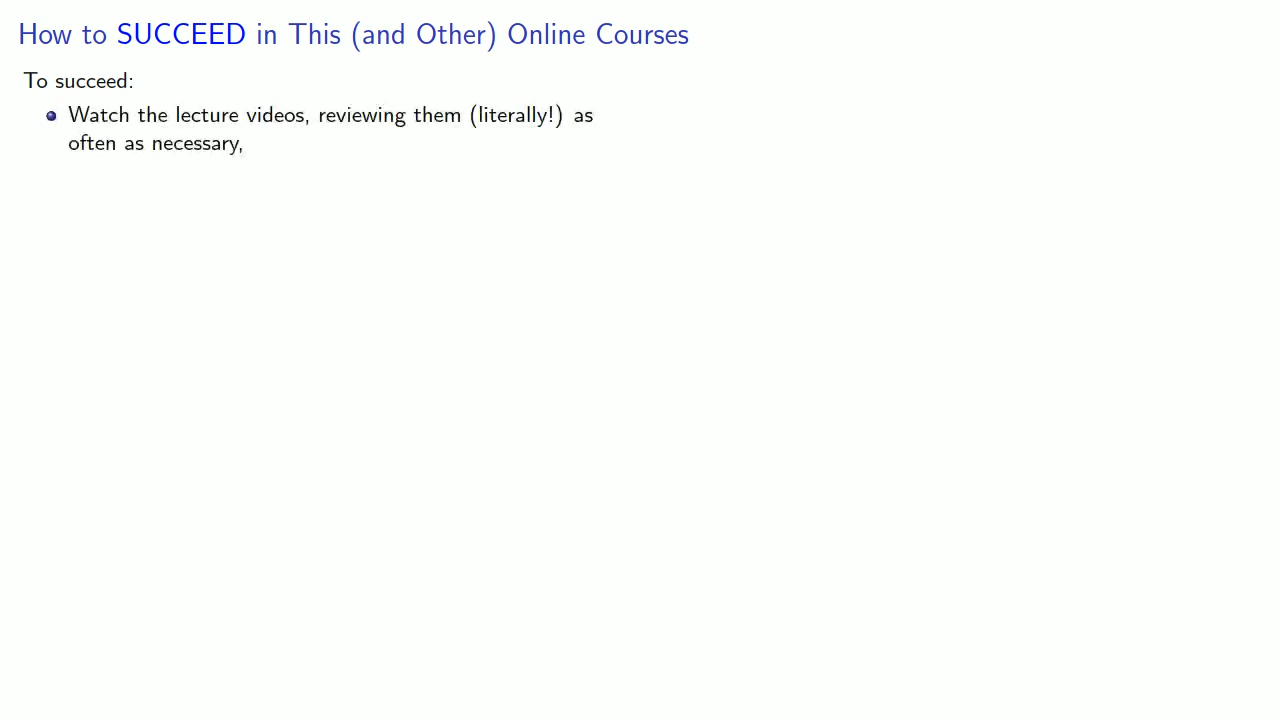 How to SUCCEED in This (and Other) Online Courses
To succeed:
Watch the lecture videos, reviewing them (literally!) as
often as necessary,